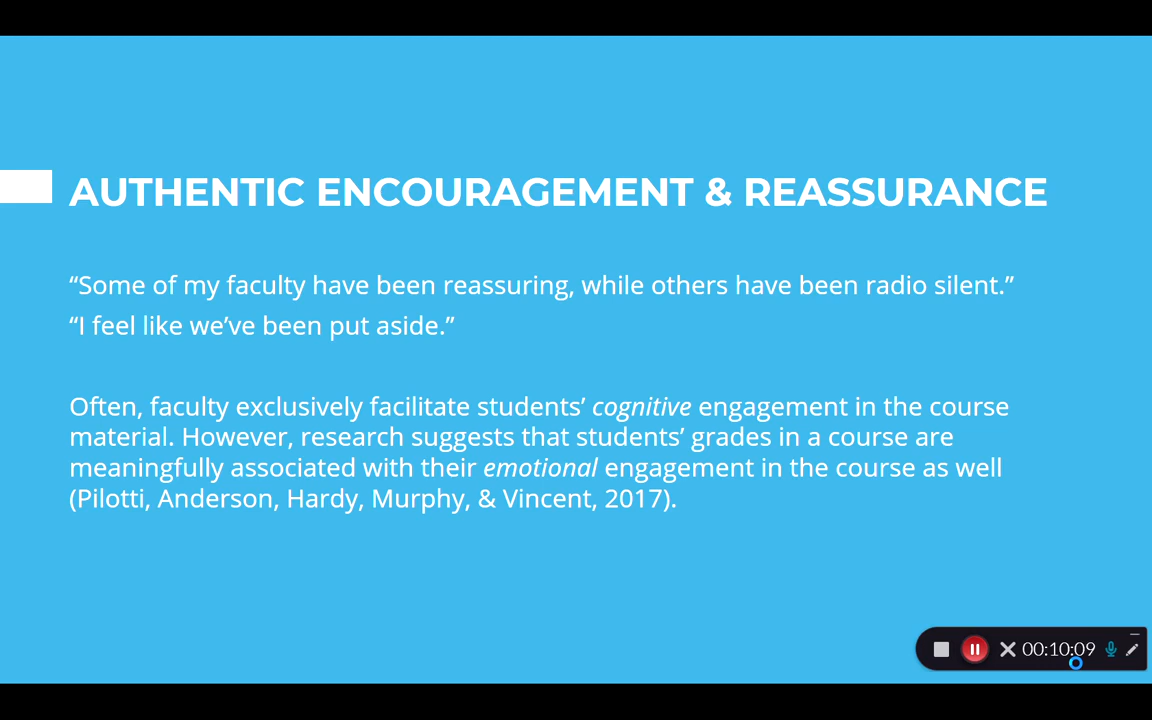 AUTHENTIC ENCOURAGEMENT & REASSURANCE
“Some of my faculty have been reassuring, while others have been radio silent.”
“I feel like we’ve been put aside.”
Often, faculty exclusively facilitate students’ cognitive engagement in the course
material. However, research suggests that students’ grades in a course are
meaningfully associated with their emotional engagement in the course as well
(Pilotti, Anderson, Hardy, Murphy, & Vincent, 2017).
00:10:09